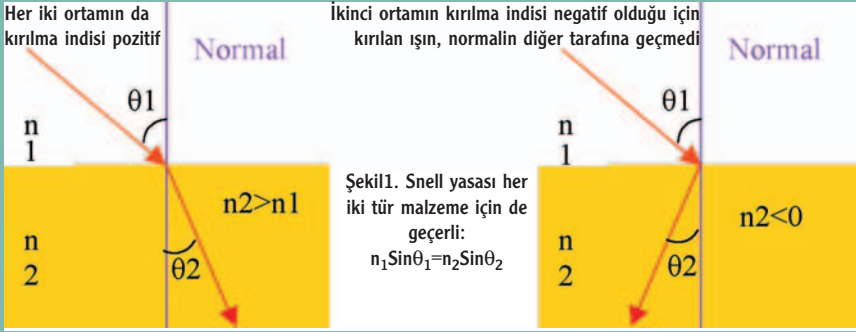 Her iki ortamın da
kırılma indisi pozitif
Normal
θ1
n
1
n2>n1
n
2
θ2
Şekil1. Snell yasası her
iki tür malzeme için de
geçerli:
n₁Sinθ₁=n₂Sinθ₂
İkinci ortamın kırılma indisi negatif olduğu için
kırılan ışın, normalin diğer tarafına geçmedi
Normal
θ1
n
1
n2<0
n
2
θ2